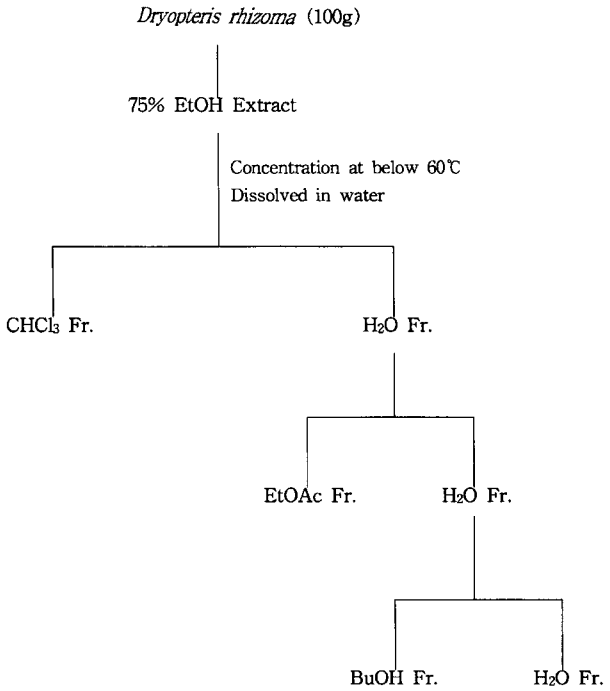 Dryopteris rhizoma (100g)
75% EtOH Extract
Concentration at below 60℃
Dissolved in water
CHCl₃ Fr.
H₂O Fr.
EtOAc Fr.
H₂O Fr.
BuOH Fr.
H₂O Fr.